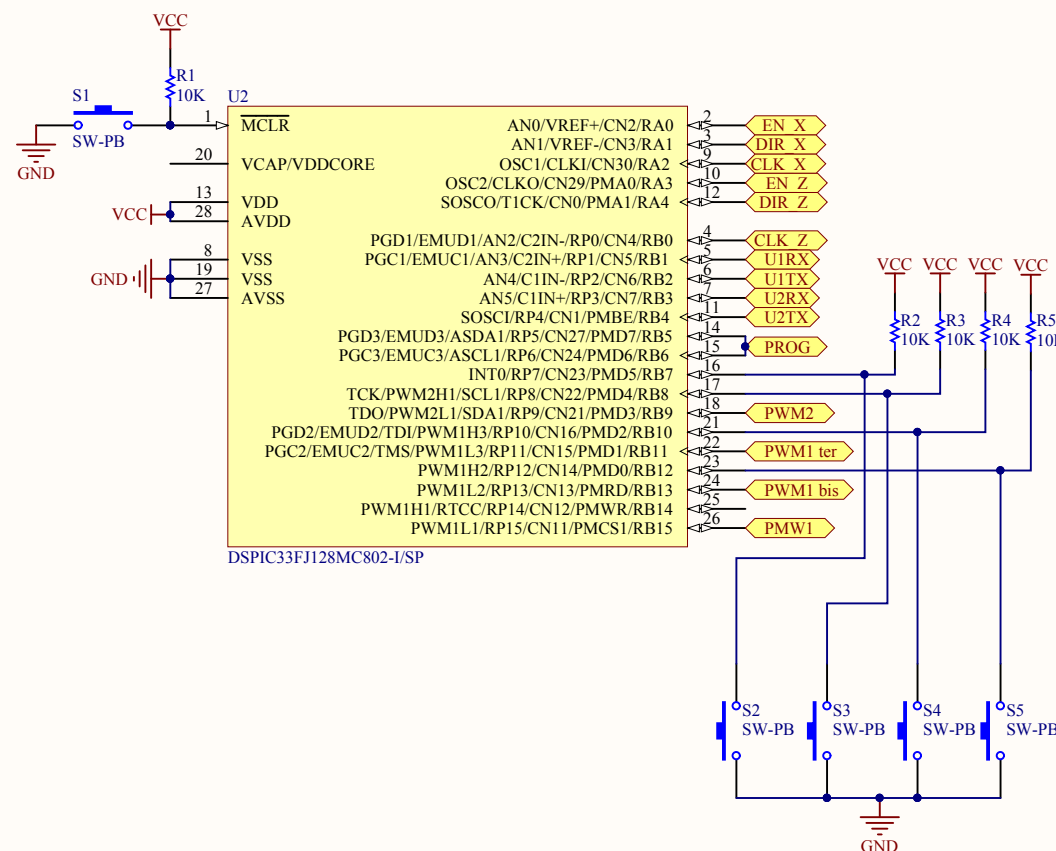 VCC
R1
10K
S1
SW-PB
GND
U2
1
MCLR
20
VCAP/VDDCORE
13
VDD
28
AVDD
VCC
8
VSS
19
VSS
27
AVSS
GND
AN0/VREF+/CN2/RA0
2
EN_X
AN1/VREF-/CN3/RA1
3
DIR_X
OSC1/CLKI/CN30/RA2
9
CLK_X
OSC2/CLKO/CN29/PMA0/RA3
10
EN_Z
SOSCO/T1CK/CN0/PMA1/RA4
12
DIR_Z
PGD1/EMUD1/AN2/C2IN-/RP0/CN4/RB0
4
CLK_Z
PGC1/EMUC1/AN3/C2IN+/RP1/CN5/RB1
5
U1RX
AN4/C1IN-/RP2/CN6/RB2
6
U1TX
AN5/C1IN+/RP3/CN7/RB3
7
U2RX
SOSCI/RP4/CN1/PMBE/RB4
11
U2TX
PGD3/EMUD3/ASDA1/RP5/CN27/PMD7/RB5
14
PGC3/EMUC3/ASCL1/RP6/CN24/PMD6/RB6
15
PROG
INT0/RP7/CN23/PMD5/RB7
16
TCK/PWM2H1/SCL1/RP8/CN22/PMD4/RB8
17
TDO/PWM2L1/SDA1/RP9/CN21/PMD3/RB9
18
PWM2
PGD2/EMUD2/TDI/PWM1H3/RP10/CN16/PMD2/RB10
21
PGC2/EMUC2/TMS/PWM1L3/RP11/CN15/PMD1/RB11
22
PWM1 ter
PWM1H2/RP12/CN14/PMD0/RB12
23
PWM1L2/RP13/CN13/PMRD/RB13
24
PWM1 bis
PWM1H1/RTCC/RP14/CN12/PMWR/RB14
25
PWM1L1/RP15/CN11/PMCS1/RB15
26
PMW1
DSPIC33FJ128MC802-I/SP
VCC
VCC
VCC
VCC
R2
10K
R3
10K
R4
10K
R5
10K
S2
SW-PB
S3
SW-PB
S4
SW-PB
S5
SW-PB
GND